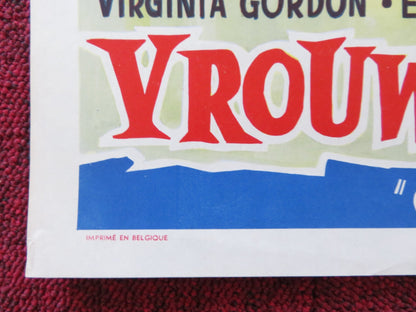 VIRGINIA GORDON •
VROUW
"
IMPRIMÉ EN BELGIQUE